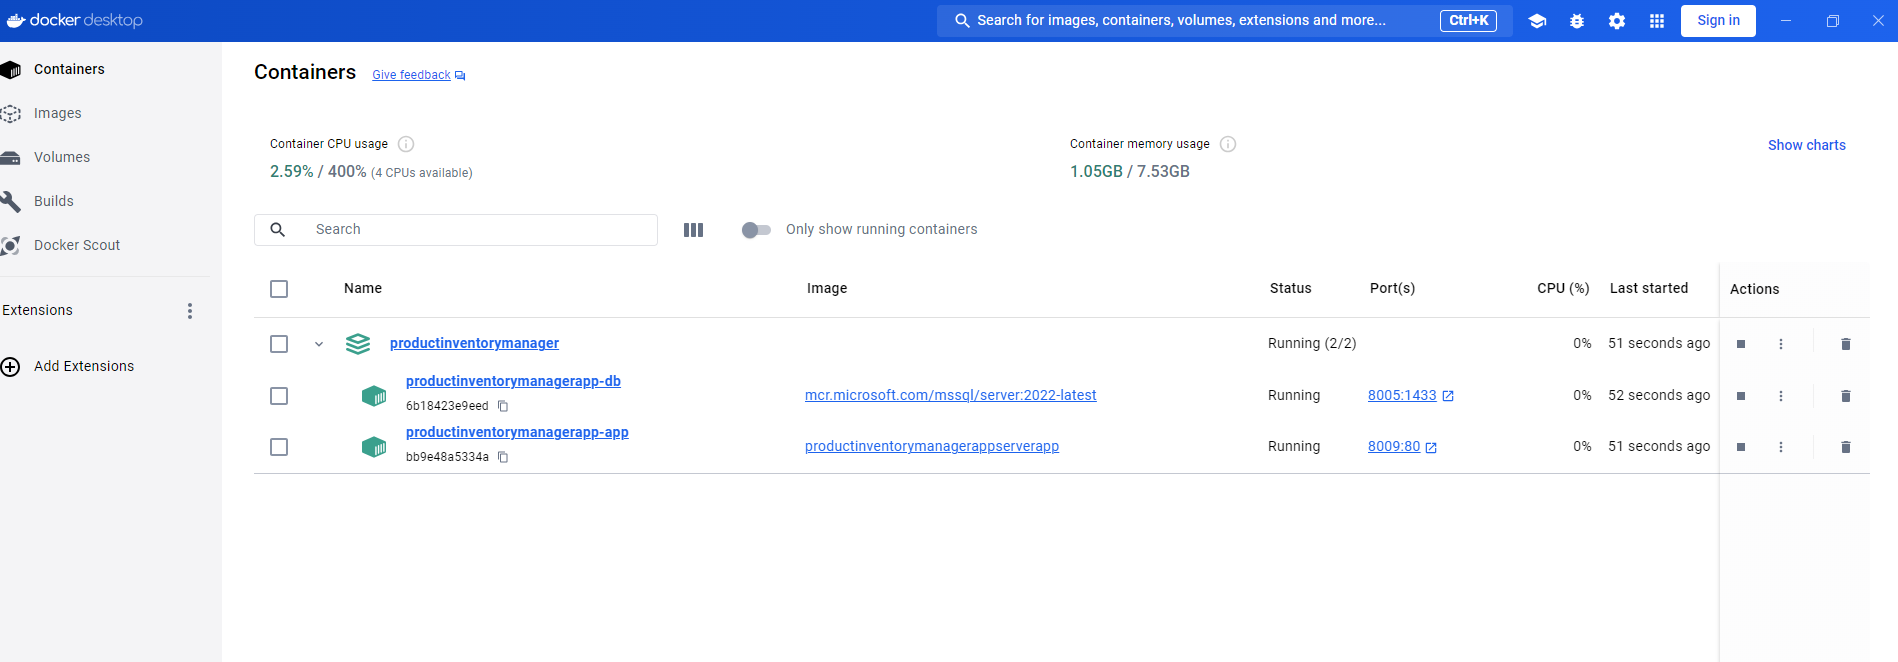 docker desktop
Search for images, containers, volumes, extensions and more...
Ctrl+K
Sign in
Containers
Images
Volumes
Builds
Docker Scout
Extensions
Add Extensions
Containers Give feedback
Container CPU usage
2.59% / 400% (4 CPUs available)
Container memory usage
1.05GB / 7.53GB
Show charts
Search
Only show running containers
Name Image Status Port(s) CPU (%) Last started Actions
productinventorymanager Running (2/2) 0% 51 seconds ago
productinventorymanagerapp-db
6b18423e9eed
mcr.microsoft.com/mssql/server:2022-latest Running 8005:1433 0% 52 seconds ago
productinventorymanagerapp-app
bb9e48a5334a
productinventorymanagerappserverapp Running 8009:80 0% 51 seconds ago